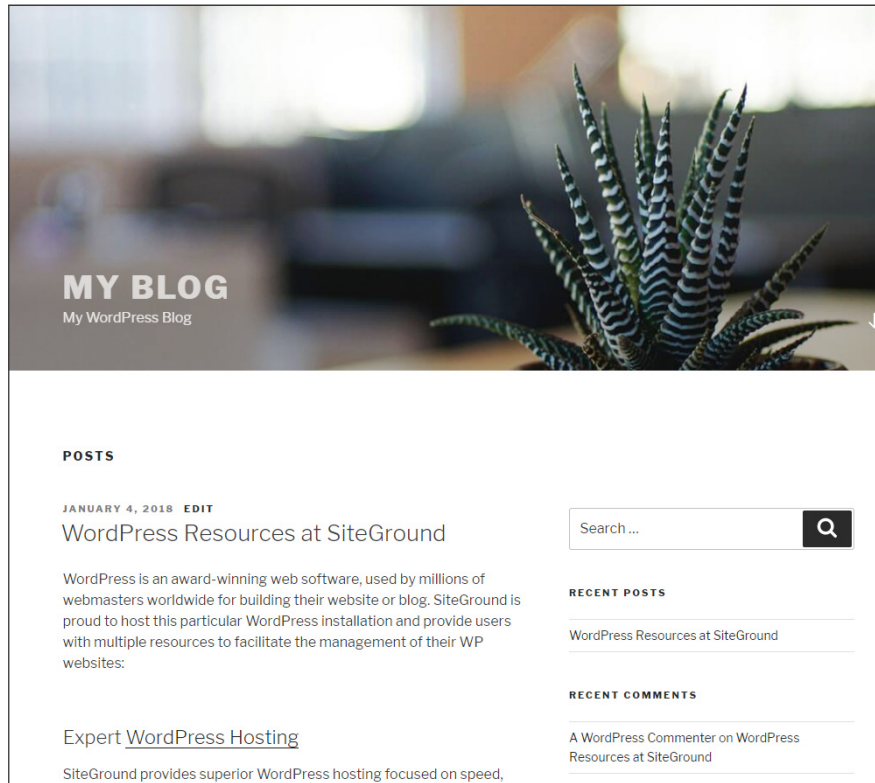 MY BLOG
My WordPress Blog
POSTS
JANUARY 4, 2018 EDIT
WordPress Resources at SiteGround
WordPress is an award-winning web software, used by millions of
webmasters worldwide for building their website or blog. SiteGround is
proud to host this particular WordPress installation and provide users
with multiple resources to facilitate the management of their WP
websites:
Expert WordPress Hosting
SiteGround provides superior WordPress hosting focused on speed,
Search ...
RECENT POSTS
WordPress Resources at SiteGround
RECENT COMMENTS
A WordPress Commenter on WordPress
Resources at SiteGround